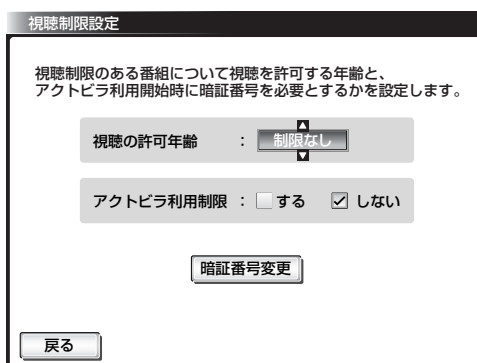 視聴制限設定
視聴制限のある番組について視聴を許可する年齢と、
アクトビラ利用開始時に暗証番号を必要とするかを設定します。
視聴の許可年齢 : 制限なし
アクトビラ利用制限 : する しない
暗証番号変更
戻る